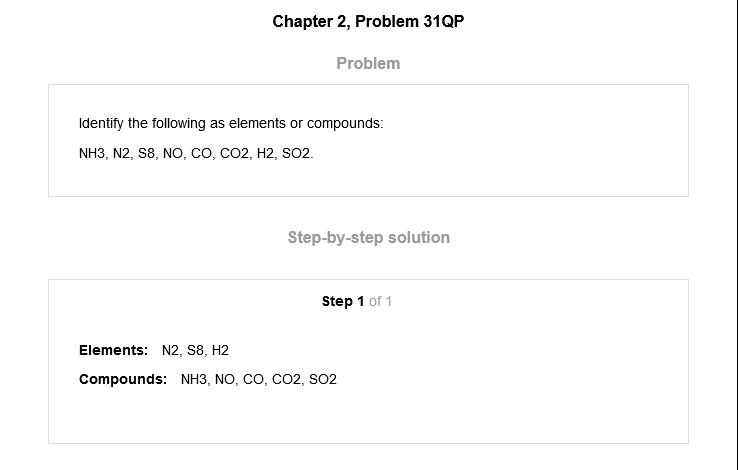 Chapter 2, Problem 31QP
Problem
Identify the following as elements or compounds:
NH3, N2, S8, NO, CO, CO2, H2, SO2.
Step-by-step solution
Step 1 of 1
Elements: N2, S8, H2
Compounds: NH3, NO, CO, CO2, SO2